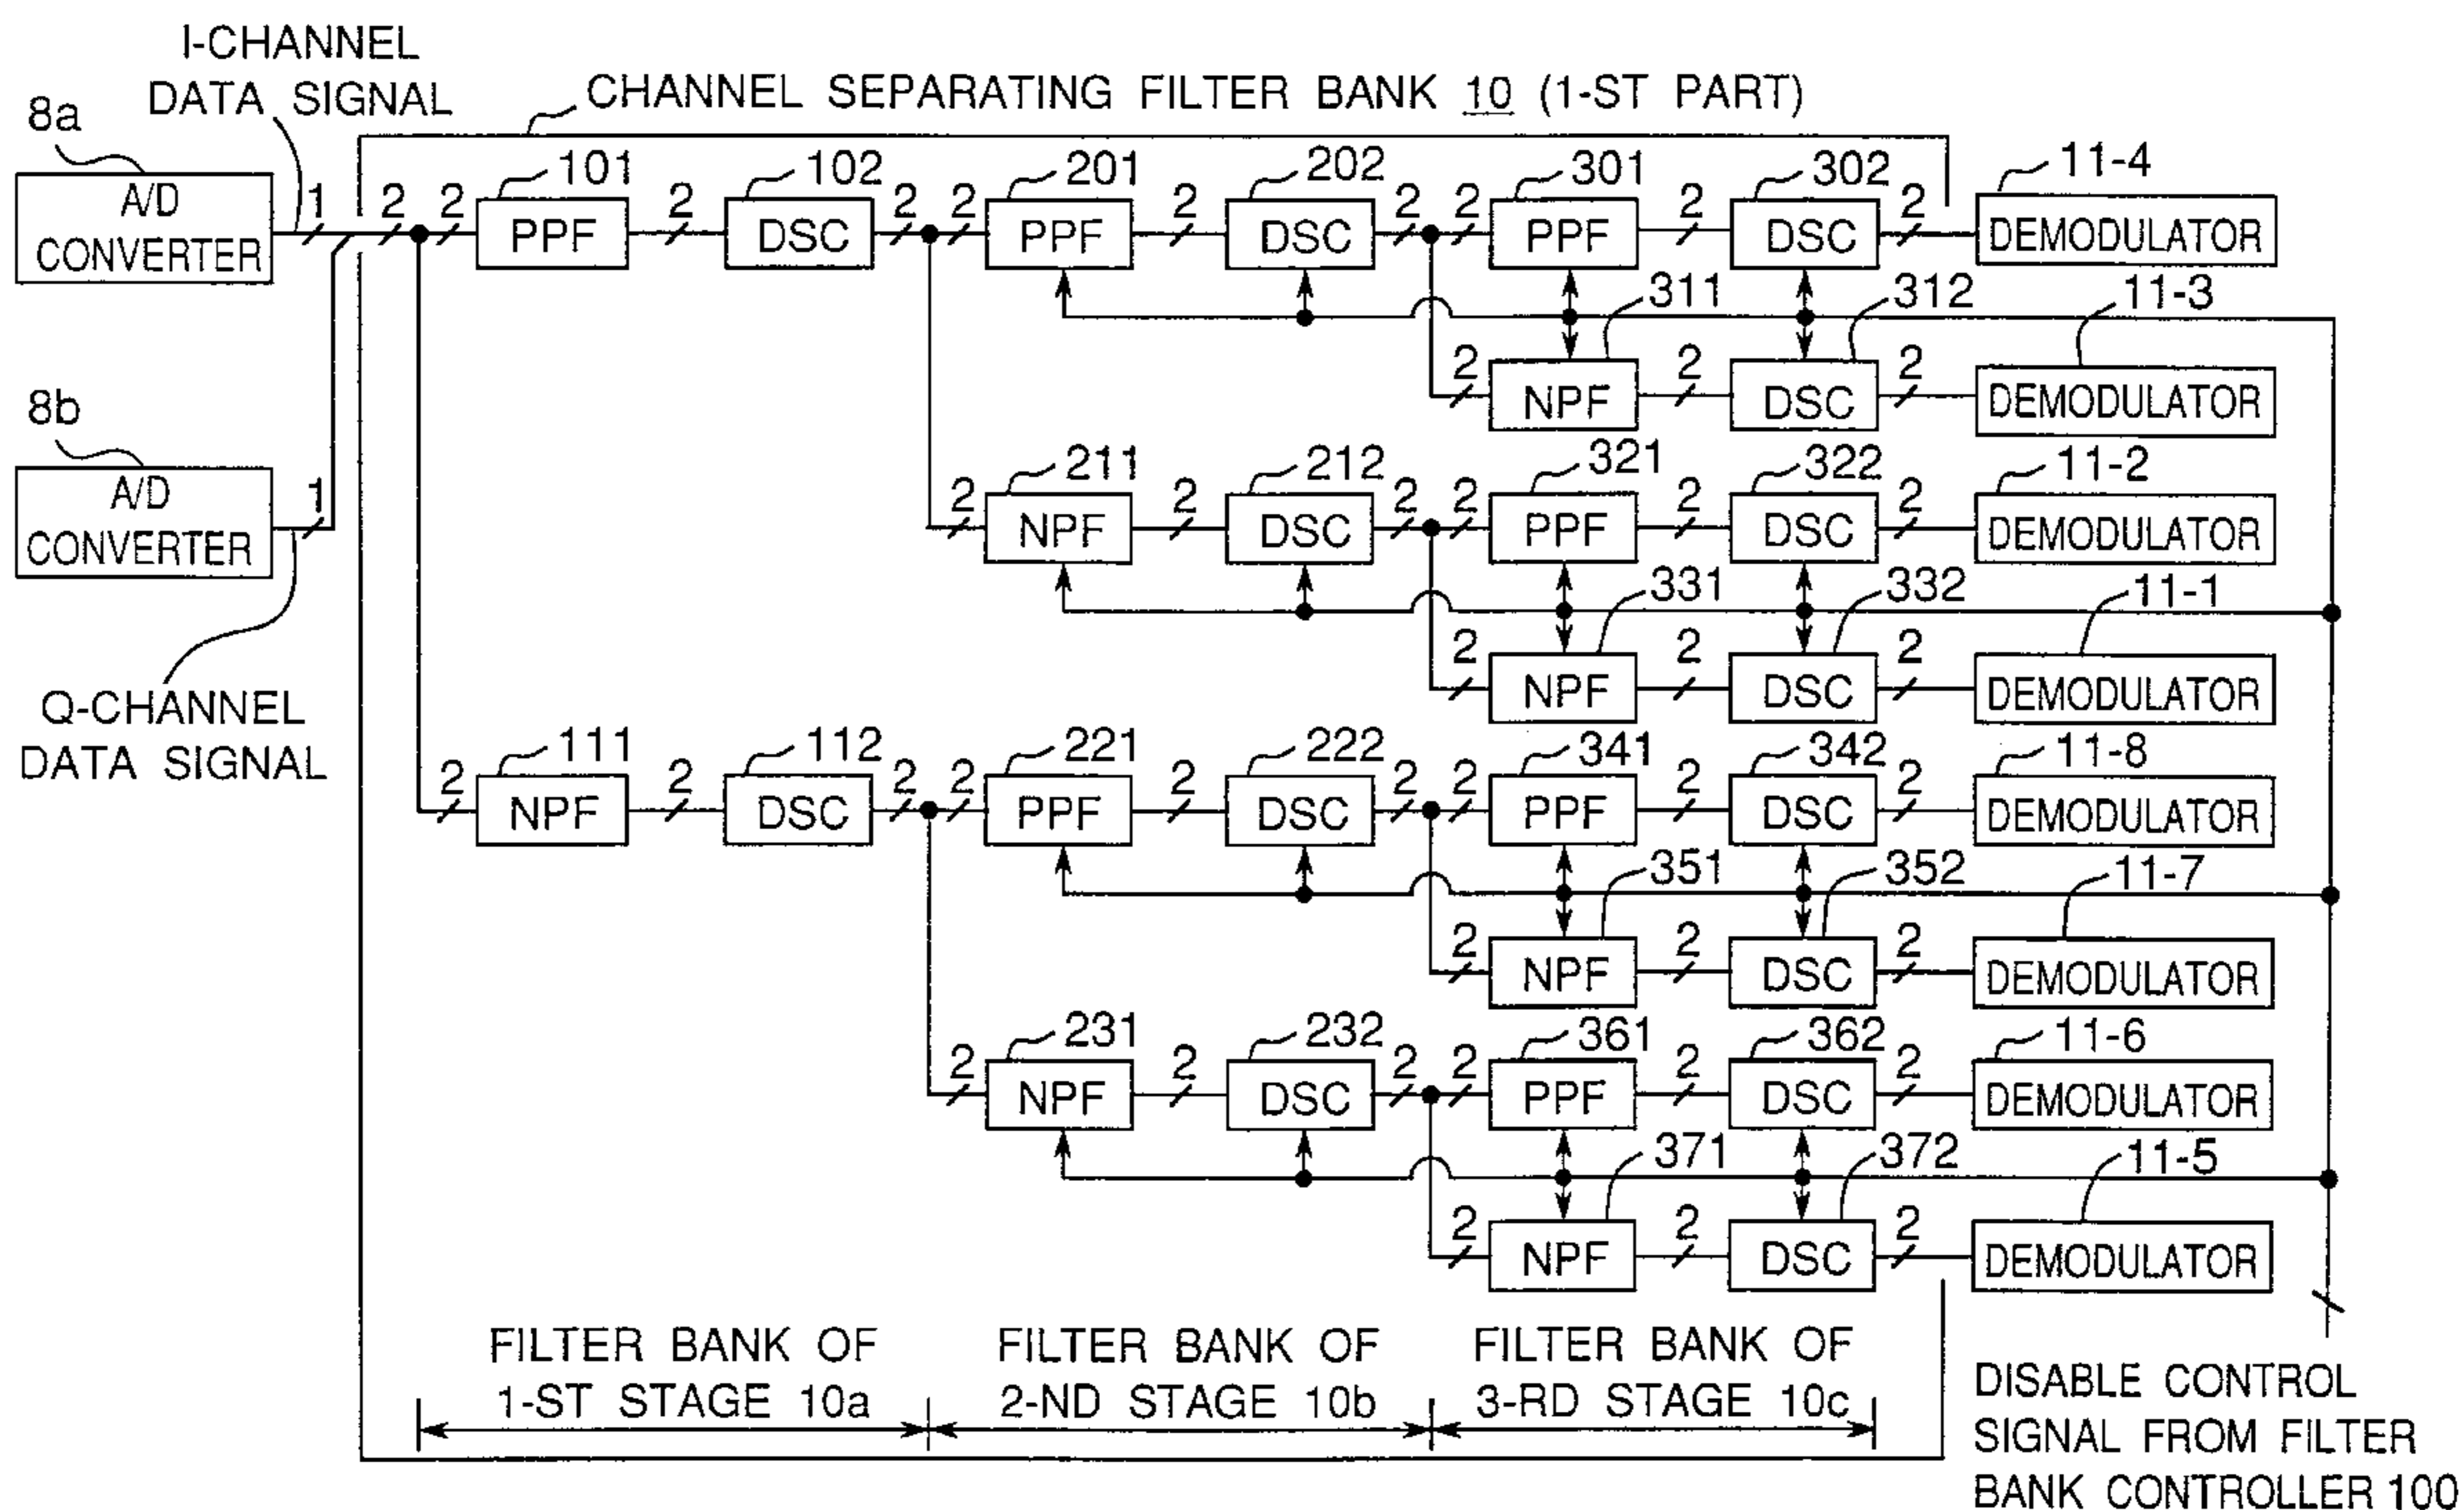 I-CHANNEL
DATA SIGNAL
CHANNEL SEPARATING FILTER BANK 10 (1-ST PART)
8a
A/D
CONVERTER
1
2
2
101
PPF
2
102
DSC
2
2
201
PPF
2
202
DSC
2
2
301
PPF
2
302
DSC
2
11-4
DEMODULATOR
2
311
NPF
2
312
DSC
2
11-3
DEMODULATOR
8b
A/D
CONVERTER
1
Q-CHANNEL
DATA SIGNAL
2
211
NPF
2
212
DSC
2
2
321
PPF
2
322
DSC
2
11-2
DEMODULATOR
2
331
NPF
2
332
DSC
2
11-1
DEMODULATOR
2
111
NPF
2
112
DSC
2
2
221
PPF
2
222
DSC
2
2
341
PPF
2
342
DSC
2
11-8
DEMODULATOR
2
351
NPF
2
352
DSC
2
11-7
DEMODULATOR
2
231
NPF
2
232
DSC
2
2
361
PPF
2
362
DSC
2
11-6
DEMODULATOR
2
371
NPF
2
372
DSC
2
11-5
DEMODULATOR
FILTER BANK OF
1-ST STAGE 10a
FILTER BANK OF
2-ND STAGE 10b
FILTER BANK OF
3-RD STAGE 10c
DISABLE CONTROL
SIGNAL FROM FILTER
BANK CONTROLLER 100